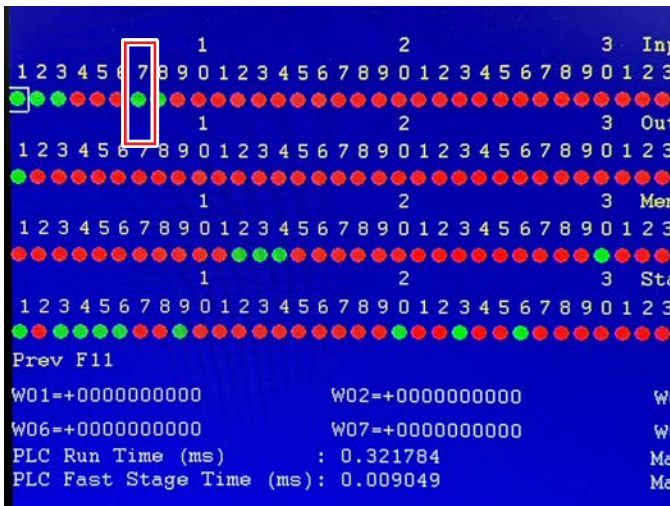 1 2 3 Inp
1 2 3 4 5 6 7 8 9 0 1 2 3 4 5 6 7 8 9 0 1 2 3 4 5 6 7 8 9 0 1 2 3
1 2 3 Out
1 2 3 4 5 6 7 8 9 0 1 2 3 4 5 6 7 8 9 0 1 2 3 4 5 6 7 8 9 0 1 2 3
1 2 3 Mem
1 2 3 4 5 6 7 8 9 0 1 2 3 4 5 6 7 8 9 0 1 2 3 4 5 6 7 8 9 0 1 2 3
1 2 3 Sta
1 2 3 4 5 6 7 8 9 0 1 2 3 4 5 6 7 8 9 0 1 2 3 4 5 6 7 8 9 0 1 2 3
Prev F11
W01=+0000000000 W02=+0000000000 W
W06=+0000000000 W07=+0000000000 W
PLC Run Time (ms) : 0.321784 Ma
PLC Fast Stage Time (ms): 0.009049 Ma